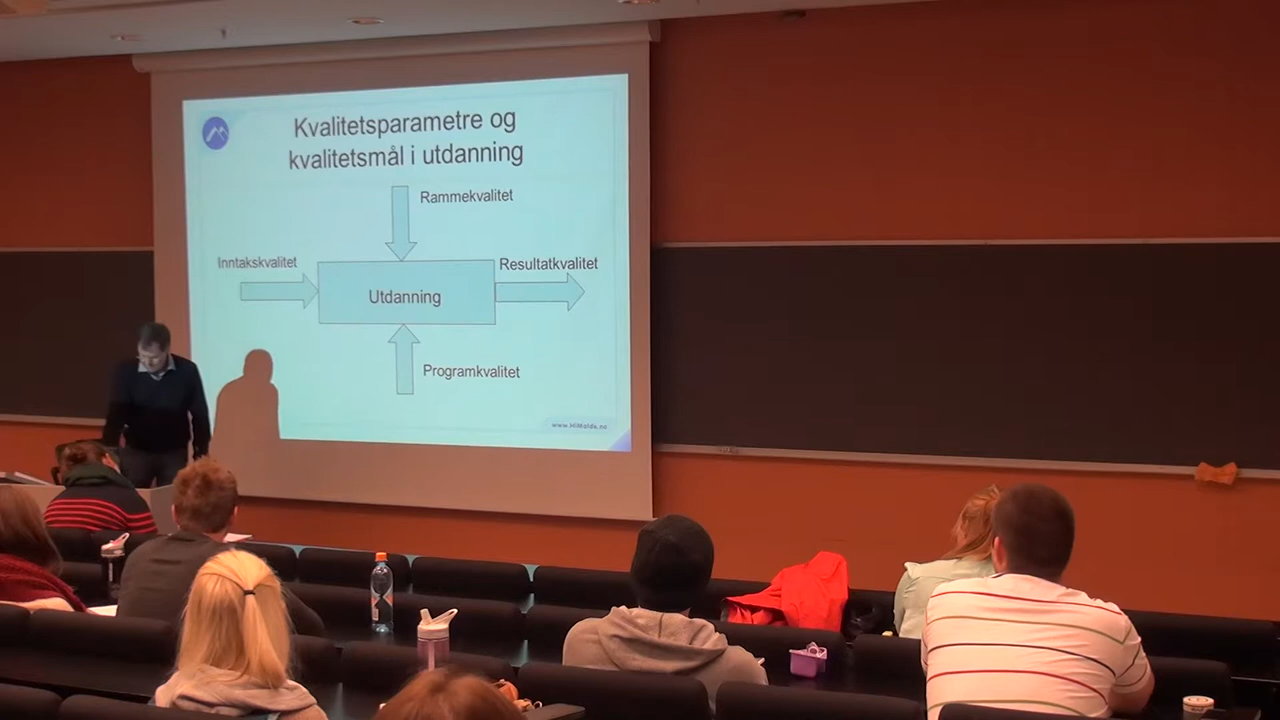 Kvalitetsparametre og
kvalitetsmål i utdanning
Rammekvalitet
Inntakskvalitet
Resultatkvalitet
Utdanning
Programkvalitet
www.HiMolde.no